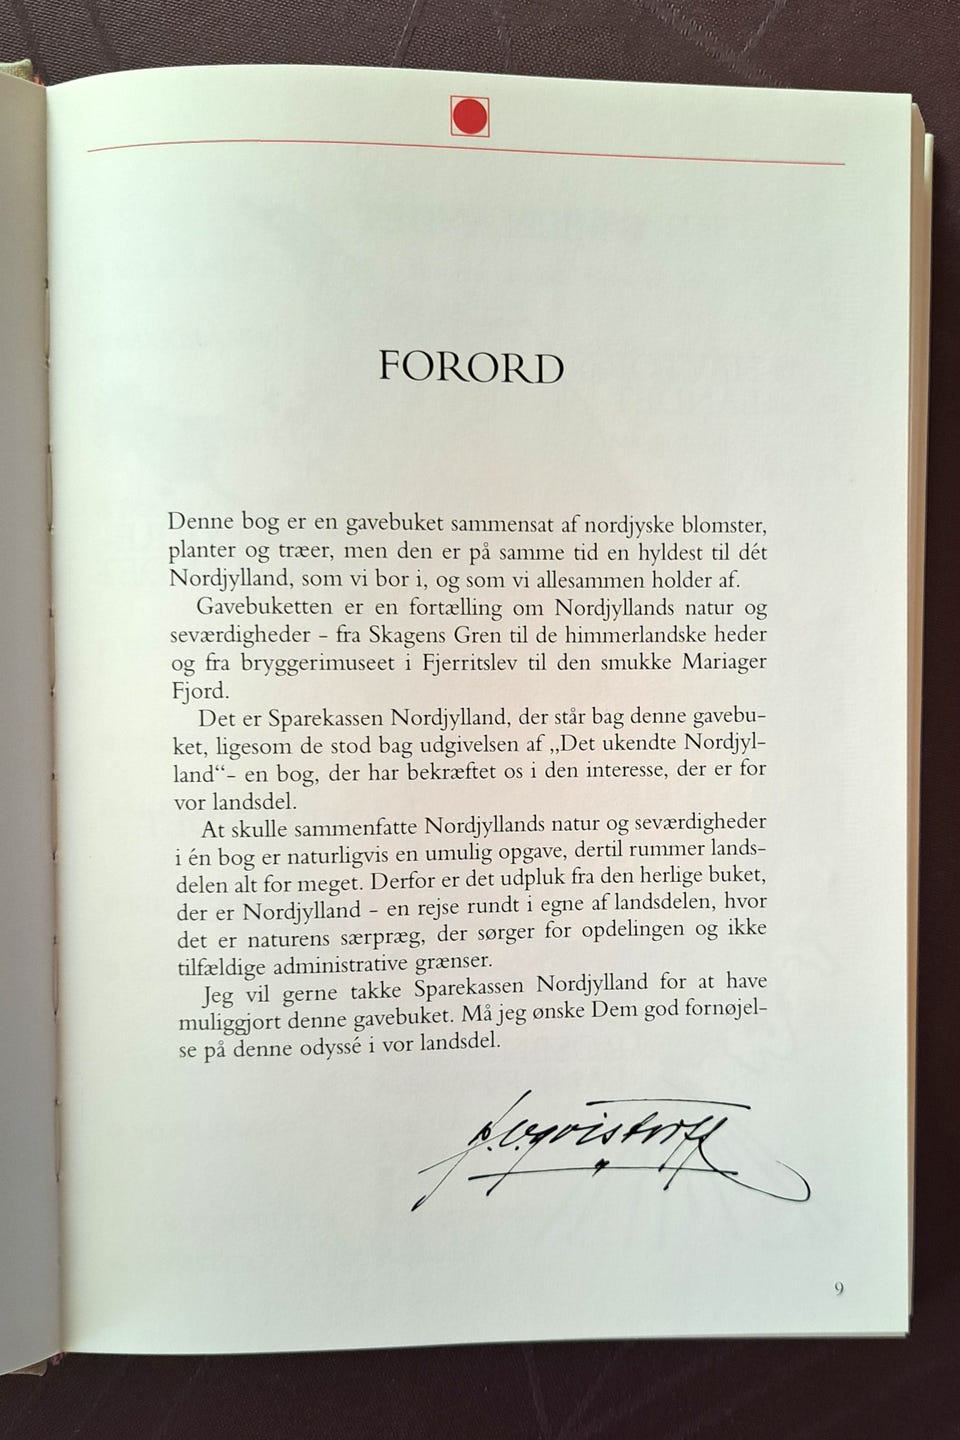 FORORD
Denne bog er en gavebuket sammensat af nordjyske blomster,
planter og træer, men den er på samme tid en hyldest til dét
Nordjylland, som vi bor i, og som vi allesammen holder af.
Gavebuketten er en fortælling om Nordjyllands natur og
seværdigheder – fra Skagens Gren til de himmerlandske heder
og fra bryggerimuseet i Fjerritslev til den smukke Mariager
Fjord.
Det er Sparekassen Nordjylland, der står bag denne gavebu-
ket, ligesom de stod bag udgivelsen af „Det ukendte Nordjyl-
land“– en bog, der har bekræftet os i den interesse, der er for
vor landsdel.
At skulle sammenfatte Nordjyllands natur og seværdigheder
i én bog er naturligvis en umulig opgave, dertil rummer lands-
delen alt for meget. Derfor er det udpluk fra den herlige buket,
der er Nordjylland – en rejse rundt i egne af landsdelen, hvor
det er naturens særpræg, der sørger for opdelingen og ikke
tilfældige administrative grænser.
Jeg vil gerne takke Sparekassen Nordjylland for at have
muliggjort denne gavebuket. Må jeg ønske Dem god fornøjel-
se på denne odyssé i vor landsdel.
9